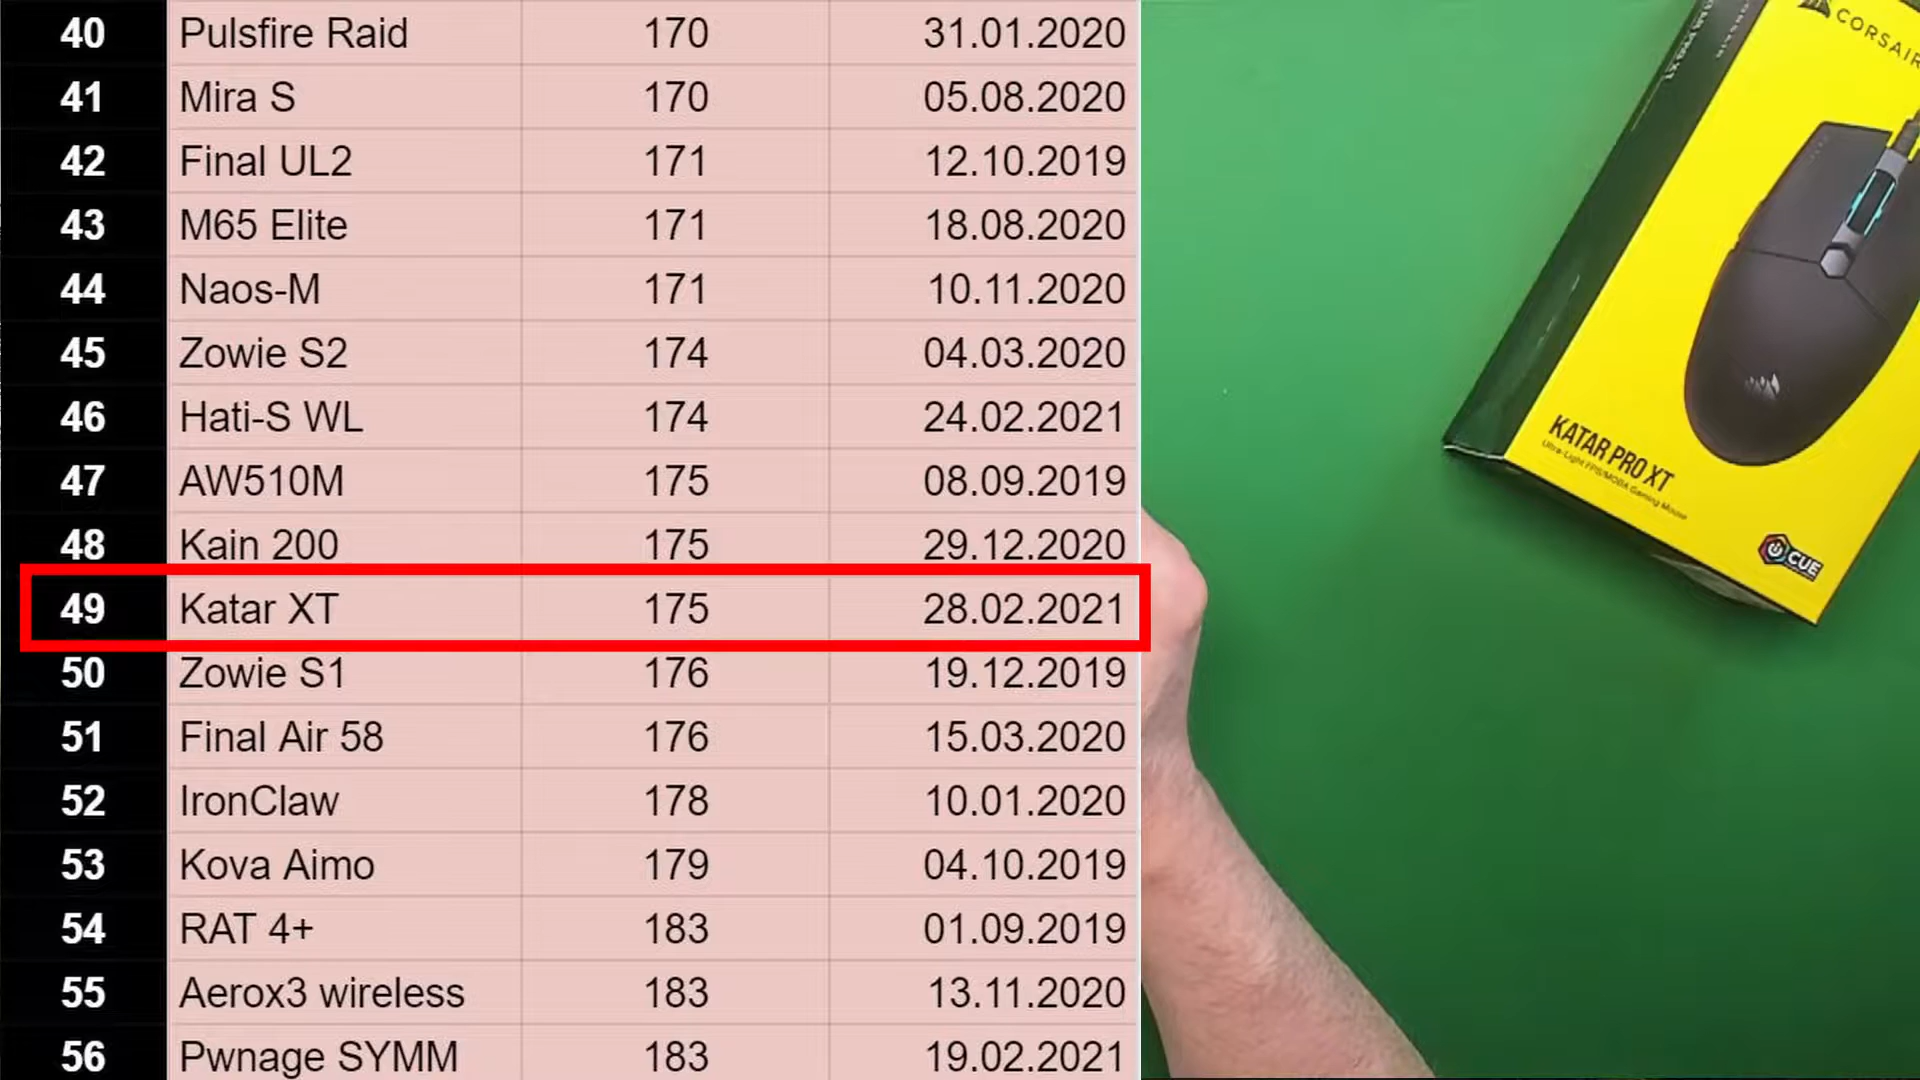 40 Pulsfire Raid 170 31.01.2020
41 Mira S 170 05.08.2020
42 Final UL2 171 12.10.2019
43 M65 Elite 171 18.08.2020
44 Naos-M 171 10.11.2020
45 Zowie S2 174 04.03.2020
46 Hati-S WL 174 24.02.2021
47 AW510M 175 08.09.2019
48 Kain 200 175 29.12.2020
49 Katar XT 175 28.02.2021
50 Zowie S1 176 19.12.2019
51 Final Air 58 176 15.03.2020
52 IronClaw 178 10.01.2020
53 Kova Aimo 179 04.10.2019
54 RAT 4+ 183 01.09.2019
55 Aerox3 wireless 183 13.11.2020
56 Pwnage SYMM 183 19.02.2021
CORSAIR
KATAR PRO XT
Ultra-Light FPS/MOBA Gaming Mouse
CUE